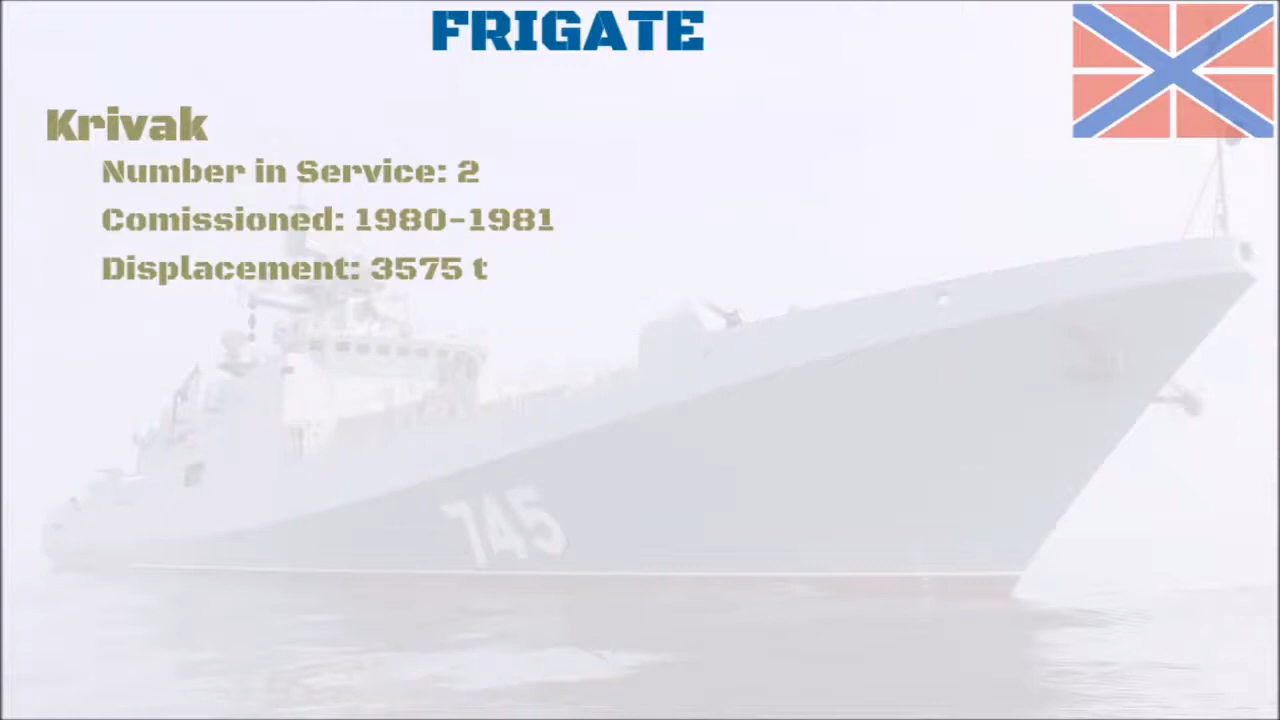 FRIGATE
Krivak
Number in Service: 2
Comissioned: 1980-1981
Displacement: 3575 t
745